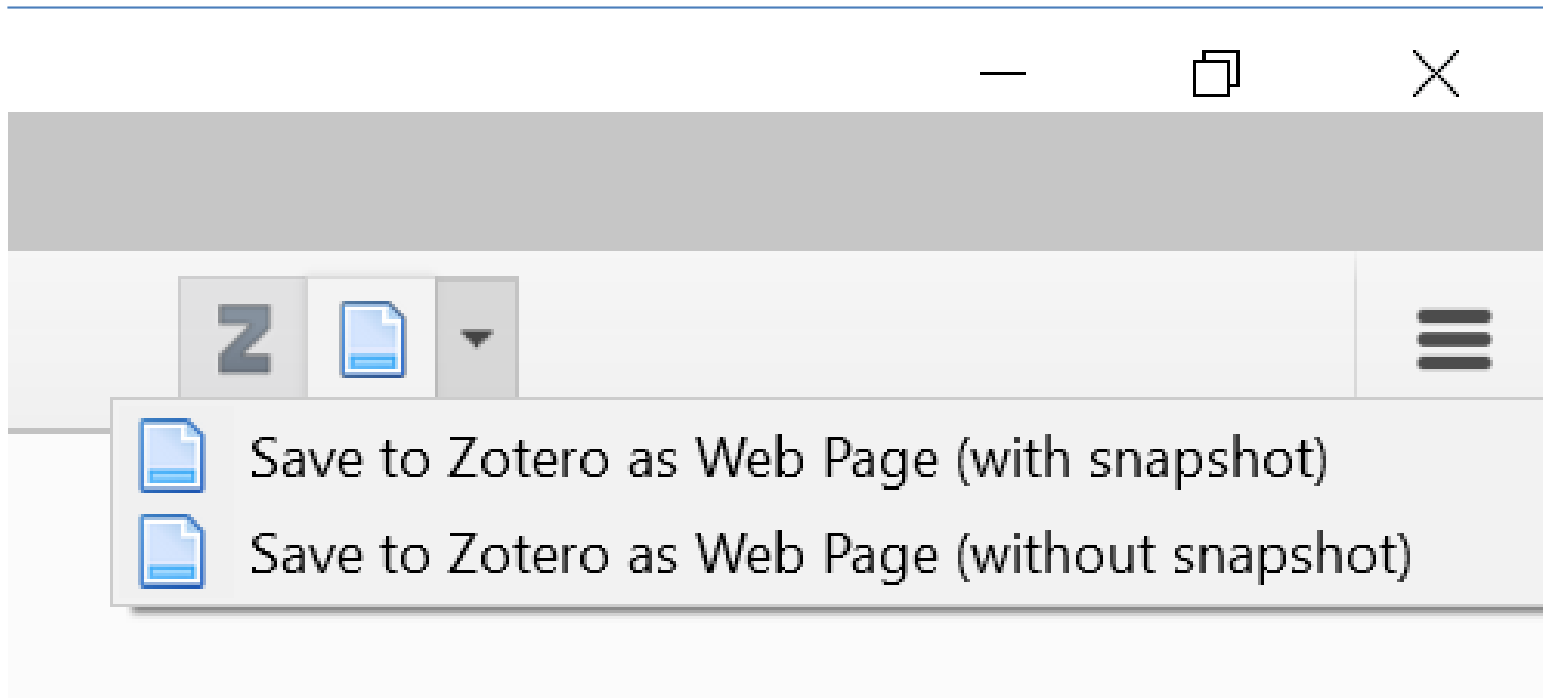 Z
Save to Zotero as Web Page (with snapshot)
Save to Zotero as Web Page (without snapshot)